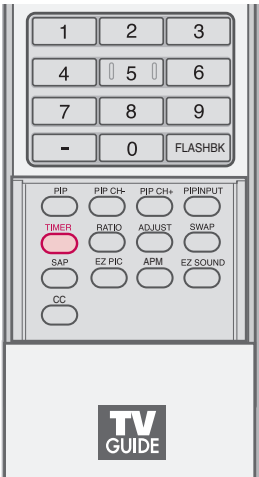 1 2 3
4 5 6
7 8 9
- 0 FLASHBK
PIP PIP CH- PIP CH+ PIPINPUT
TIMER RATIO ADJUST SWAP
SAP EZ PIC APM EZ SOUND
CC
TV
GUIDE